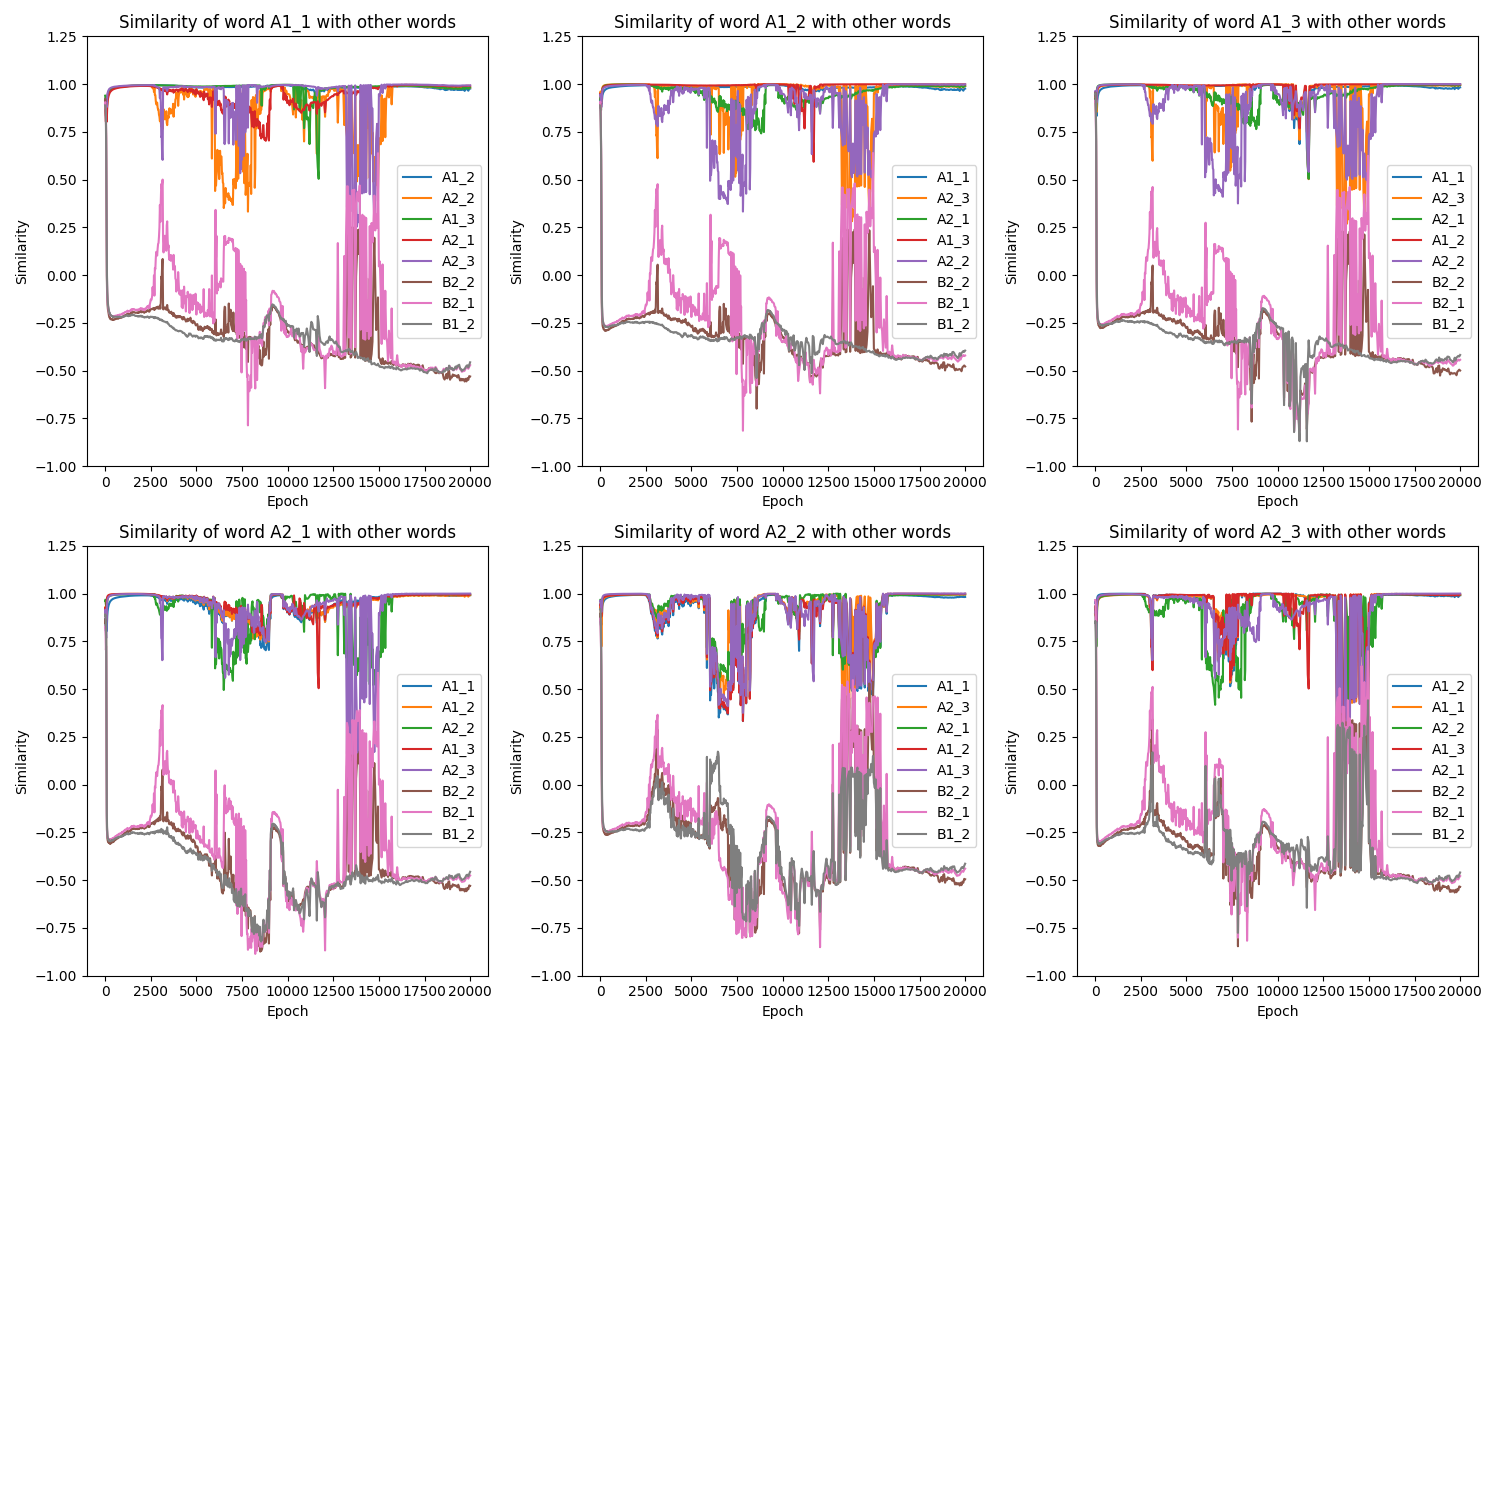 Similarity of word A1_1 with other words
1.25
1.00
0.75
0.50
0.25
0.00
−0.25
−0.50
−0.75
−1.00
Similarity
0 2500 5000 7500 10000 12500 15000 17500 20000
Epoch
A1_2
A2_2
A1_3
A2_1
A2_3
B2_2
B2_1
B1_2
Similarity of word A1_2 with other words
1.25
1.00
0.75
0.50
0.25
0.00
−0.25
−0.50
−0.75
−1.00
Similarity
0 2500 5000 7500 10000 12500 15000 17500 20000
Epoch
A1_1
A2_3
A2_1
A1_3
A2_2
B2_2
B2_1
B1_2
Similarity of word A1_3 with other words
1.25
1.00
0.75
0.50
0.25
0.00
−0.25
−0.50
−0.75
−1.00
Similarity
0 2500 5000 7500 10000 12500 15000 17500 20000
Epoch
A1_1
A2_3
A2_1
A1_2
A2_2
B2_2
B2_1
B1_2
Similarity of word A2_1 with other words
1.25
1.00
0.75
0.50
0.25
0.00
−0.25
−0.50
−0.75
−1.00
Similarity
0 2500 5000 7500 10000 12500 15000 17500 20000
Epoch
A1_1
A1_2
A2_2
A1_3
A2_3
B2_2
B2_1
B1_2
Similarity of word A2_2 with other words
1.25
1.00
0.75
0.50
0.25
0.00
−0.25
−0.50
−0.75
−1.00
Similarity
0 2500 5000 7500 10000 12500 15000 17500 20000
Epoch
A1_1
A2_3
A2_1
A1_2
A1_3
B2_2
B2_1
B1_2
Similarity of word A2_3 with other words
1.25
1.00
0.75
0.50
0.25
0.00
−0.25
−0.50
−0.75
−1.00
Similarity
0 2500 5000 7500 10000 12500 15000 17500 20000
Epoch
A1_2
A1_1
A2_2
A1_3
A2_1
B2_2
B2_1
B1_2